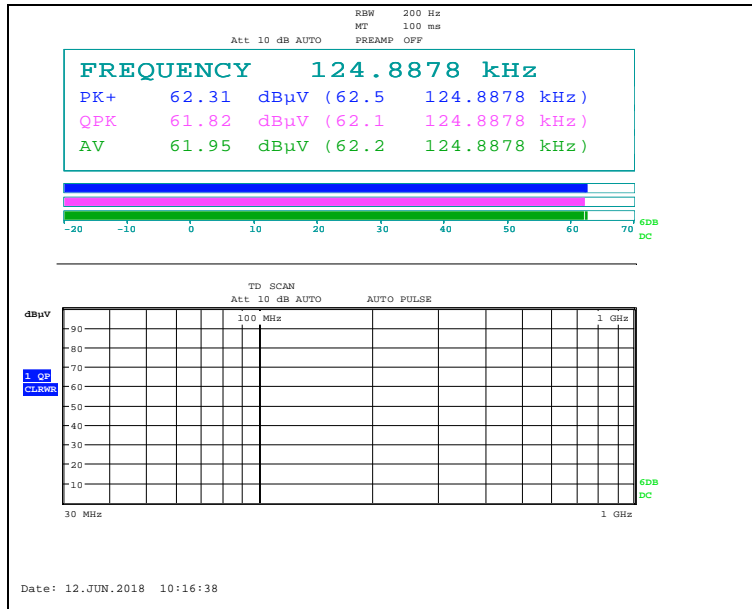 RBW 200 Hz
MT 100 ms
Att 10 dB AUTO PREAMP OFF
FREQUENCY 124.8878 kHz
PK+ 62.31 dBµV (62.5 124.8878 kHz)
QPK 61.82 dBµV (62.1 124.8878 kHz)
AV 61.95 dBµV (62.2 124.8878 kHz)
-20 -10 0 10 20 30 40 50 60 70
6DB
DC
TD SCAN
Att 10 dB AUTO AUTO PULSE
dBµV
100 MHz 1 GHz
90
80
70
1 QP
CLRWR
60
50
40
30
20
10
6DB
DC
30 MHz 1 GHz
Date: 12.JUN.2018 10:16:38